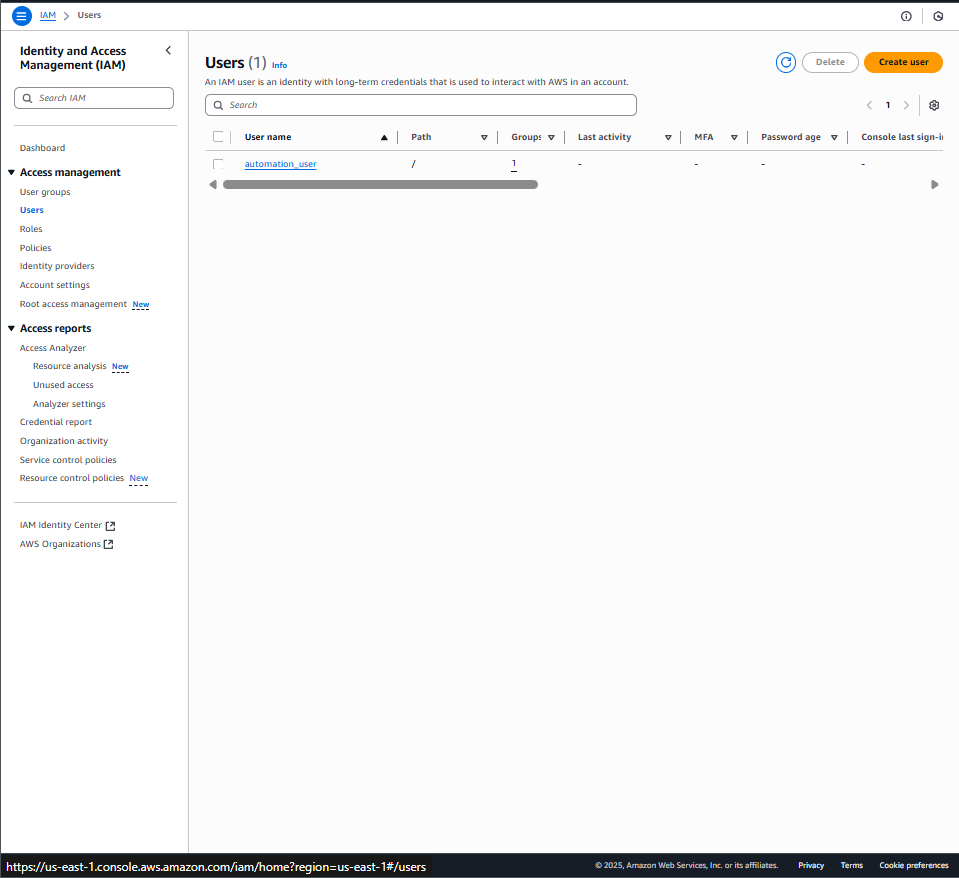 IAM > Users
Identity and Access
Management (IAM)
Search IAM
Dashboard
Access management
User groups
Users
Roles
Policies
Identity providers
Account settings
Root access management New
Access reports
Access Analyzer
Resource analysis New
Unused access
Analyzer settings
Credential report
Organization activity
Service control policies
Resource control policies New
IAM Identity Center
AWS Organizations
Users (1) Info
Delete
Create user
An IAM user is an identity with long-term credentials that is used to interact with AWS in an account.
Search
1
User name Path Groups Last activity MFA Password age Console last sign-i
automation_user / 1 - - - -
https://us-east-1.console.aws.amazon.com/iam/home?region=us-east-1#/users
© 2025, Amazon Web Services, Inc. or its affiliates. Privacy Terms Cookie preferences